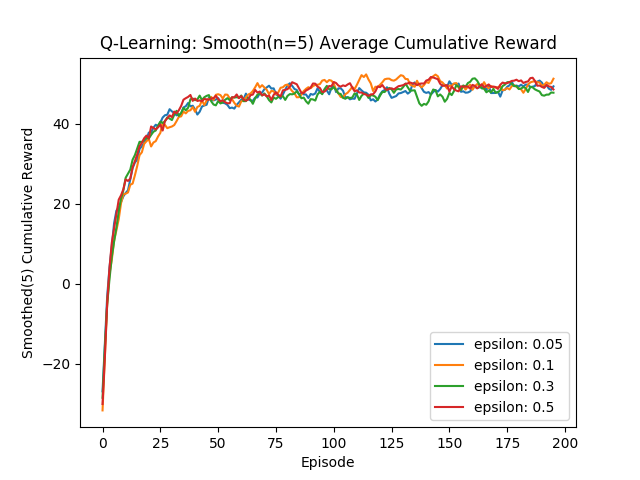 Q-Learning: Smooth(n=5) Average Cumulative Reward
Smoothed(5) Cumulative Reward
40
20
0
−20
0 25 50 75 100 125 150 175 200
Episode
epsilon: 0.05
epsilon: 0.1
epsilon: 0.3
epsilon: 0.5